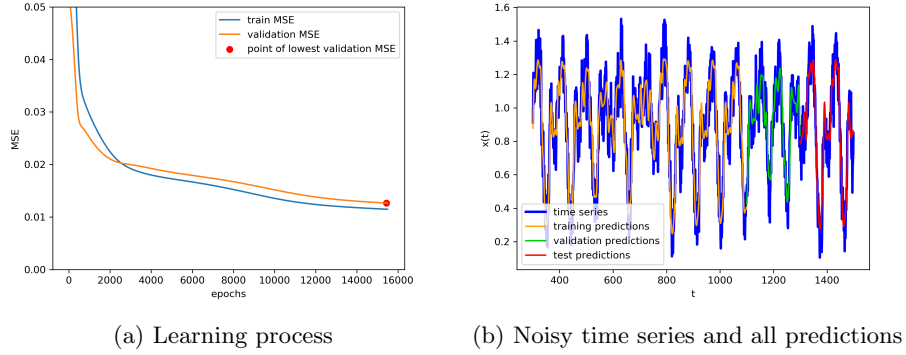 0.05
0.04
0.03
0.02
0.01
0.00
MSE
train MSE
validation MSE
point of lowest validation MSE
0 2000 4000 6000 8000 10000 12000 14000 16000
epochs
(a) Learning process
1.6
1.4
1.2
1.0
0.8
0.6
0.4
0.2
x(t)
time series
training predictions
validation predictions
test predictions
400 600 800 1000 1200 1400
t
(b) Noisy time series and all predictions